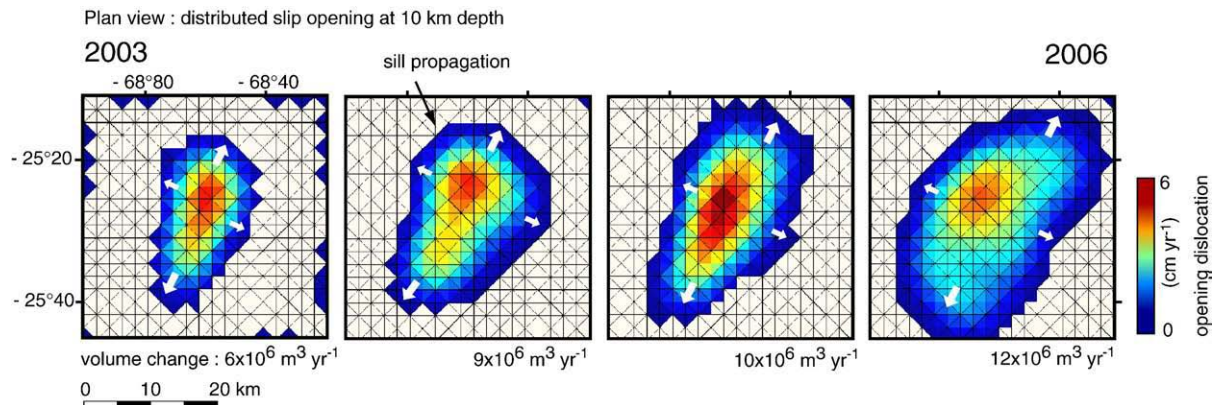 Plan view : distributed slip opening at 10 km depth
2003
2006
sill propagation
- 68°80
- 68°40
- 25°20
- 25°40
6
0
opening dislocation
(cm yr-¹)
volume change : 6x10⁶ m³ yr-¹
9x10⁶ m³ yr-¹
10x10⁶ m³ yr-¹
12x10⁶ m³ yr-¹
0 10 20 km